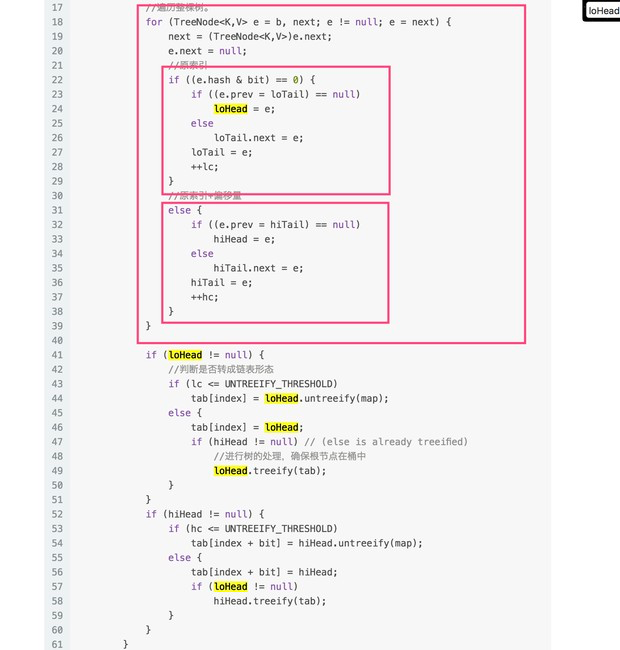 loHead
17 //遍历整棵树。
18 for (TreeNode<K,V> e = b, next; e != null; e = next) {
19 next = (TreeNode<K,V>)e.next;
20 e.next = null;
21 //原索引
22 if ((e.hash & bit) == 0) {
23 if ((e.prev = loTail) == null)
24 loHead = e;
25 else
26 loTail.next = e;
27 loTail = e;
28 ++lc;
29 }
30 //原索引+偏移量
31 else {
32 if ((e.prev = hiTail) == null)
33 hiHead = e;
34 else
35 hiTail.next = e;
36 hiTail = e;
37 ++hc;
38 }
39 }
40
41 if (loHead != null) {
42 //判断是否转成链表形态
43 if (lc <= UNTREEIFY_THRESHOLD)
44 tab[index] = loHead.untreeify(map);
45 else {
46 tab[index] = loHead;
47 if (hiHead != null) // (else is already treeified)
48 //进行树的处理，确保根节点在桶中
49 loHead.treeify(tab);
50 }
51 }
52 if (hiHead != null) {
53 if (hc <= UNTREEIFY_THRESHOLD)
54 tab[index + bit] = hiHead.untreeify(map);
55 else {
56 tab[index + bit] = hiHead;
57 if (loHead != null)
58 hiHead.treeify(tab);
59 }
60 }
61 }